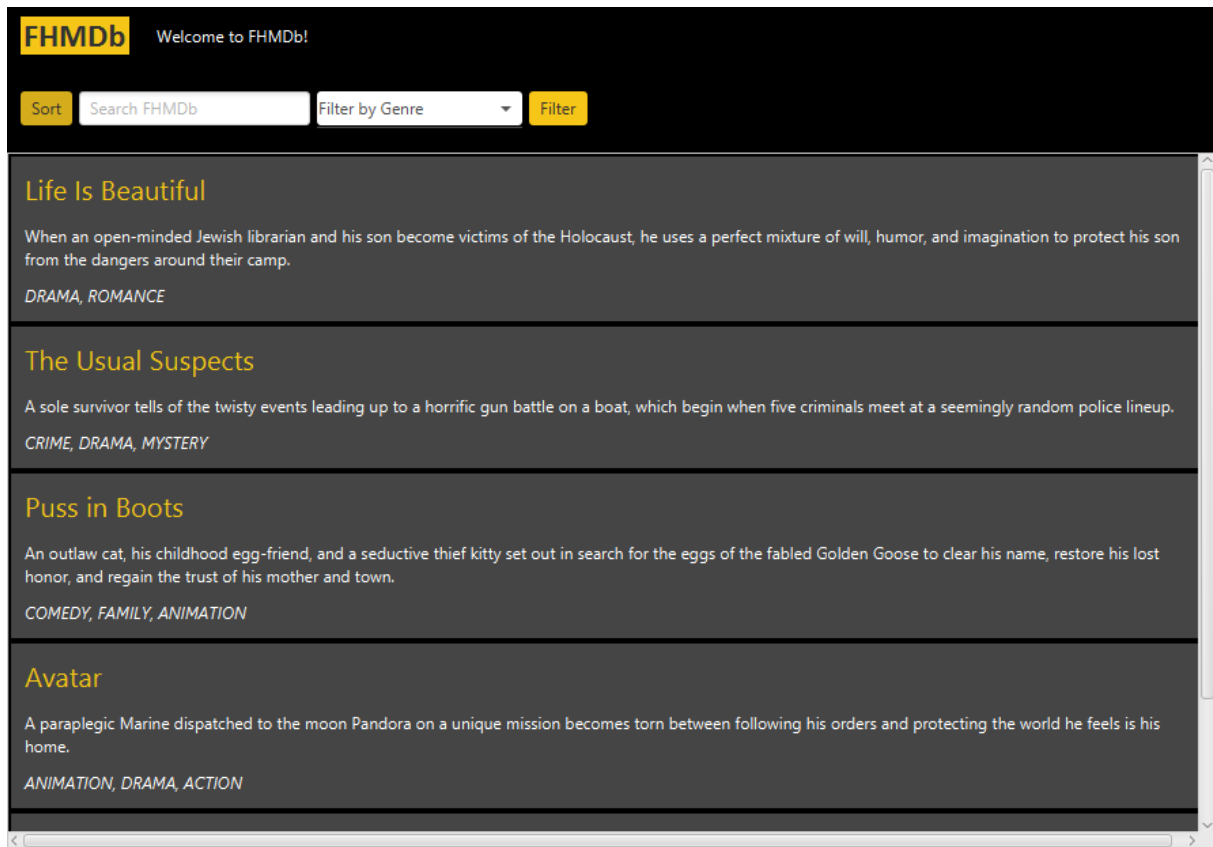 FHMDb
Welcome to FHMDb!
Sort
Search FHMDb
Filter by Genre
Filter
Life Is Beautiful
When an open-minded Jewish librarian and his son become victims of the Holocaust, he uses a perfect mixture of will, humor, and imagination to protect his son
from the dangers around their camp.
DRAMA, ROMANCE
The Usual Suspects
A sole survivor tells of the twisty events leading up to a horrific gun battle on a boat, which begin when five criminals meet at a seemingly random police lineup.
CRIME, DRAMA, MYSTERY
Puss in Boots
An outlaw cat, his childhood egg-friend, and a seductive thief kitty set out in search for the eggs of the fabled Golden Goose to clear his name, restore his lost
honor, and regain the trust of his mother and town.
COMEDY, FAMILY, ANIMATION
Avatar
A paraplegic Marine dispatched to the moon Pandora on a unique mission becomes torn between following his orders and protecting the world he feels is his
home.
ANIMATION, DRAMA, ACTION